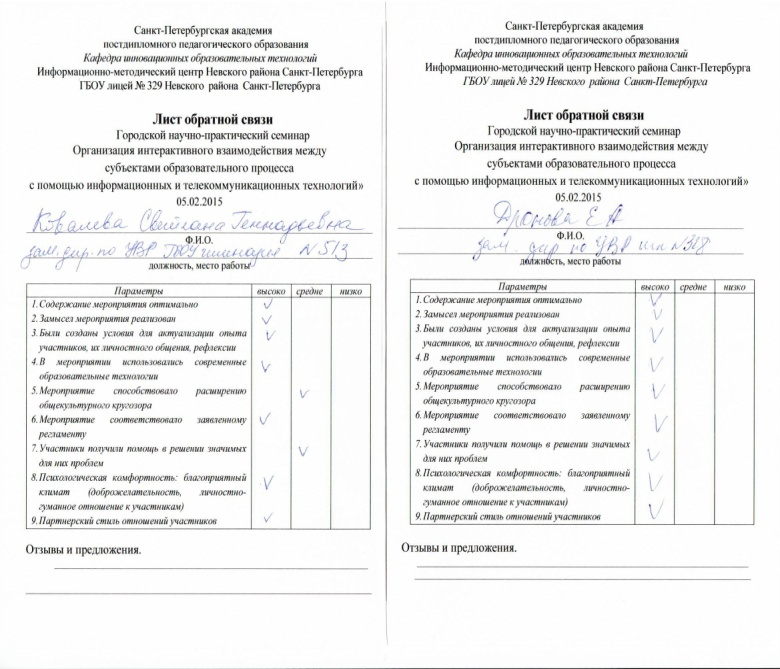 Санкт-Петербургская академия
постдипломного педагогического образования
Кафедра инновационных образовательных технологий
Информационно-методический центр Невского района Санкт-Петербурга
ГБОУ лицей № 329 Невского района Санкт-Петербурга
Лист обратной связи
Городской научно-практический семинар
Организация интерактивного взаимодействия между
субъектами образовательного процесса
с помощью информационных и телекоммуникационных технологий»
05.02.2015
Ковалева Светлана Геннадьевна
Ф.И.О.
зам. дир. по УВР ГБОУ гимназия N 513
должность, место работы
Параметры высоко средне низко
1. Содержание мероприятия оптимально
2. Замысел мероприятия реализован
3. Были созданы условия для актуализации опыта
участников, их личностного общения, рефлексии
4. В мероприятии использовались современные
образовательные технологии
5. Мероприятие способствовало расширению
общекультурного кругозора
6. Мероприятие соответствовало заявленному
регламенту
7. Участники получили помощь в решении значимых
для них проблем
8. Психологическая комфортность: благоприятный
климат (доброжелательность, личностно-
гуманное отношение к участникам)
9. Партнерский стиль отношений участников
Отзывы и предложения.
Санкт-Петербургская академия
постдипломного педагогического образования
Кафедра инновационных образовательных технологий
Информационно-методический центр Невского района Санкт-Петербурга
ГБОУ лицей № 329 Невского района Санкт-Петербурга
Лист обратной связи
Городской научно-практический семинар
Организация интерактивного взаимодействия между
субъектами образовательного процесса
с помощью информационных и телекоммуникационных технологий»
05.02.2015
Дронова Е А
Ф.И.О.
зам. дир по УВР шк N 318
должность, место работы
Параметры высоко средне низко
1. Содержание мероприятия оптимально
2. Замысел мероприятия реализован
3. Были созданы условия для актуализации опыта
участников, их личностного общения, рефлексии
4. В мероприятии использовались современные
образовательные технологии
5. Мероприятие способствовало расширению
общекультурного кругозора
6. Мероприятие соответствовало заявленному
регламенту
7. Участники получили помощь в решении значимых
для них проблем
8. Психологическая комфортность: благоприятный
климат (доброжелательность, личностно-
гуманное отношение к участникам)
9. Партнерский стиль отношений участников
Отзывы и предложения.